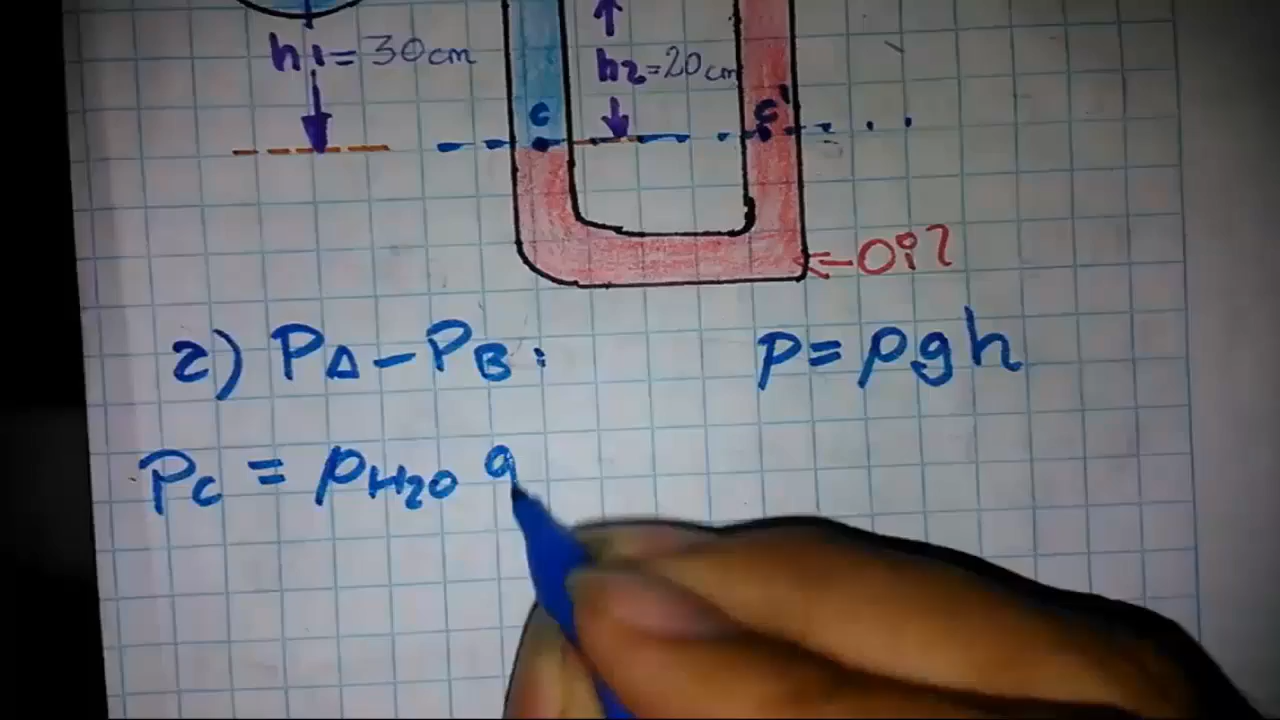 h1=30cm
h2=20cm
c c'
←Oil
2) PA-PB: p=ρgh
Pc = ρH2O g